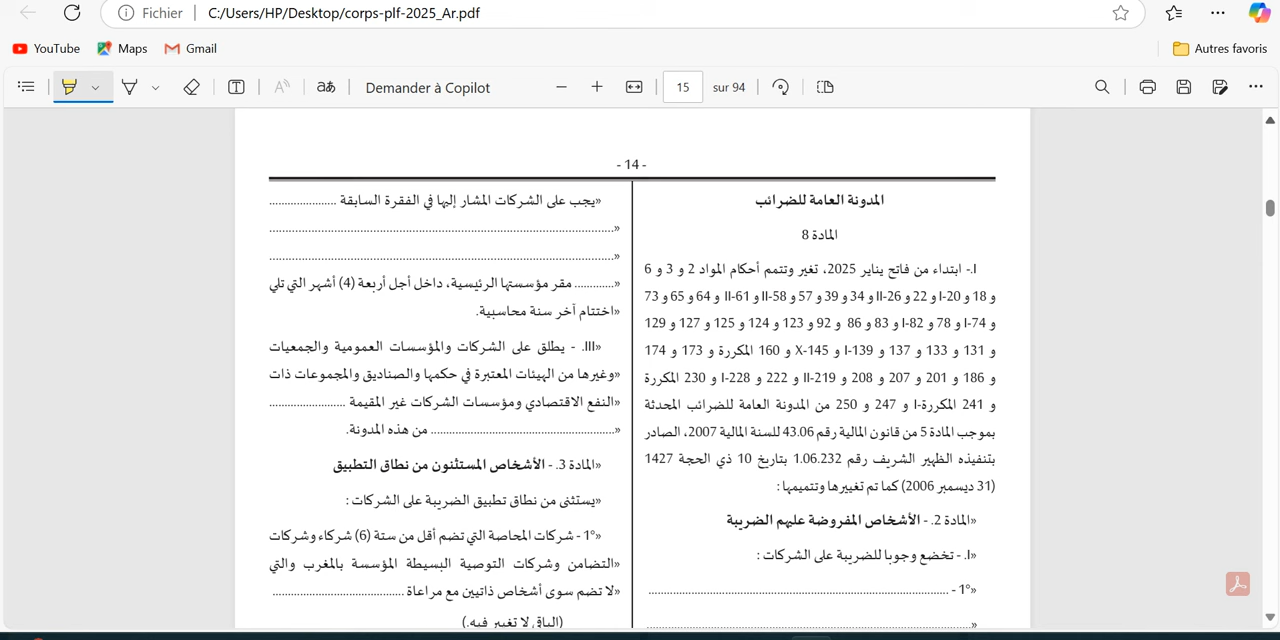 Fichier
C:/Users/HP/Desktop/corps-plf-2025_Ar.pdf
YouTube
Maps
Gmail
Autres favoris
aあ
Demander à Copilot
15
sur 94
- 14 -
المدونة العامة للضرائب
المادة 8
I.- ابتداء من فاتح يناير 2025، تغير وتتمم أحكام المواد 2 و 3 و 6
و 18 و 20-I و 22 و 26-II و 34 و 39 و 57 و 58-II و 61-II و 64 و 65 و 73
و 74-I و 78 و 82-I و 83 و 86 و 92 و 123 و 124 و 125 و 127 و 129
و 131 و 133 و 137 و 139-I و 145-X و 160 المكررة و 173 و 174
و 186 و 201 و 207 و 208 و 219-II و 222 و 228-I و 230 المكررة
و 241 المكررة-I و 247 و 250 من المدونة العامة للضرائب المحدثة
بموجب المادة 5 من قانون المالية رقم 43.06 للسنة المالية 2007، الصادر
بتنفيذه الظهير الشريف رقم 1.06.232 بتاريخ 10 ذي الحجة 1427
(31 ديسمبر 2006) كما تم تغييرها وتتميمها :
«المادة 2. - الأشخاص المفروضة عليهم الضريبة
«I. - تخضع وجوبا للضريبة على الشركات :
«1° - ..........................................................................
«..........................................................................
«يجب على الشركات المشار إليها في الفقرة السابقة .....................
«..........................................................................
«..........................................................................
«............. مقر مؤسستها الرئيسية، داخل أجل أربعة (4) أشهر التي تلي
«اختتام آخر سنة محاسبية.
«III. - يطلق على الشركات والمؤسسات العمومية والجمعيات
«وغيرها من الهيئات المعتبرة في حكمها والصناديق والمجموعات ذات
«النفع الاقتصادي ومؤسسات الشركات غير المقيمة ........................
«.......................................................... من هذه المدونة.
«المادة 3. - الأشخاص المستثنون من نطاق التطبيق
«يستثنى من نطاق تطبيق الضريبة على الشركات :
«1° - شركات المحاصة التي تضم أقل من ستة (6) شركاء وشركات
«التضامن وشركات التوصية البسيطة المؤسسة بالمغرب والتي
«لا تضم سوى أشخاص ذاتيين مع مراعاة .........................................
(الباقي لا تغيير فيه.)